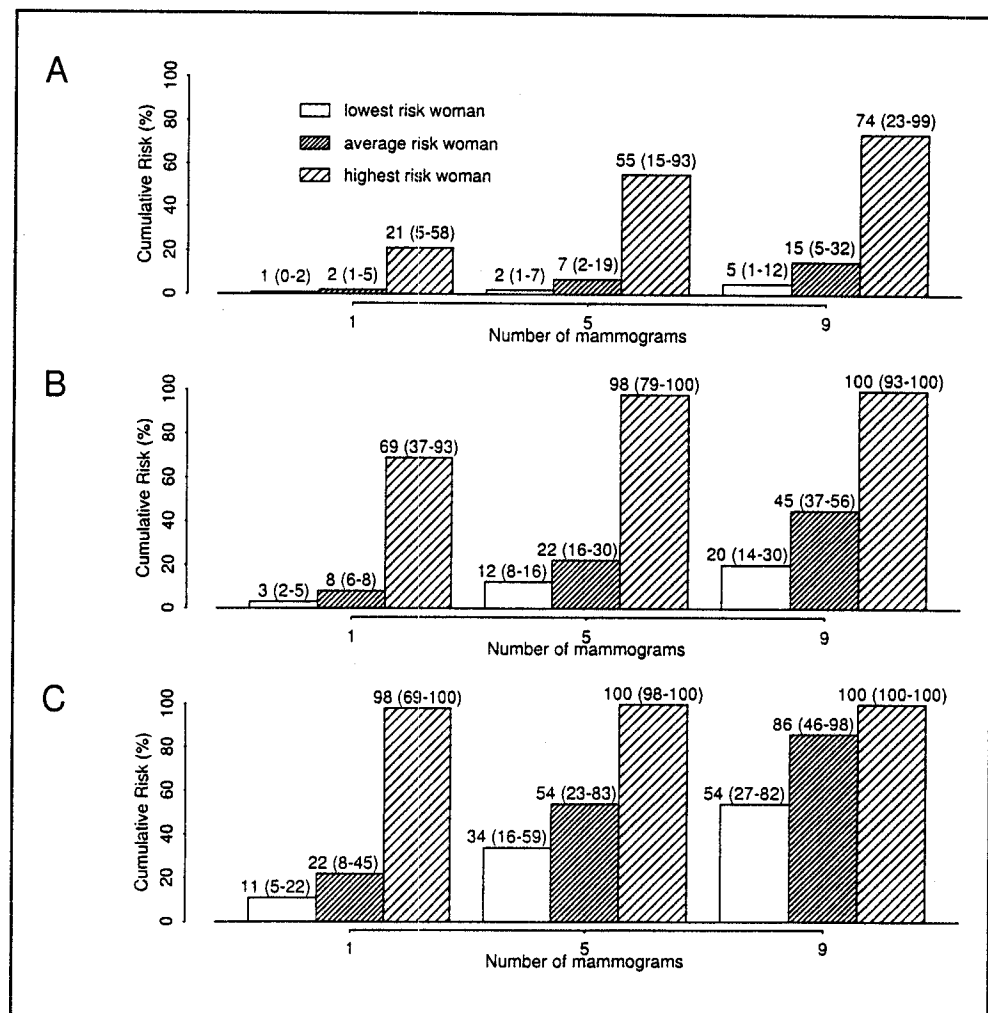 A
Cumulative Risk (%)
0 20 40 60 80 100
lowest risk woman
average risk woman
highest risk woman
1 (0-2) 2 (1-5) 21 (5-58) 2 (1-7) 7 (2-19) 55 (15-93) 5 (1-12) 15 (5-32) 74 (23-99)
1 5 9
Number of mammograms
B
Cumulative Risk (%)
0 20 40 60 80 100
3 (2-5) 8 (6-8) 69 (37-93) 12 (8-16) 22 (16-30) 98 (79-100) 20 (14-30) 45 (37-56) 100 (93-100)
1 5 9
Number of mammograms
C
Cumulative Risk (%)
0 20 40 60 80 100
11 (5-22) 22 (8-45) 98 (69-100) 34 (16-59) 54 (23-83) 100 (98-100) 54 (27-82) 86 (46-98) 100 (100-100)
1 5 9
Number of mammograms